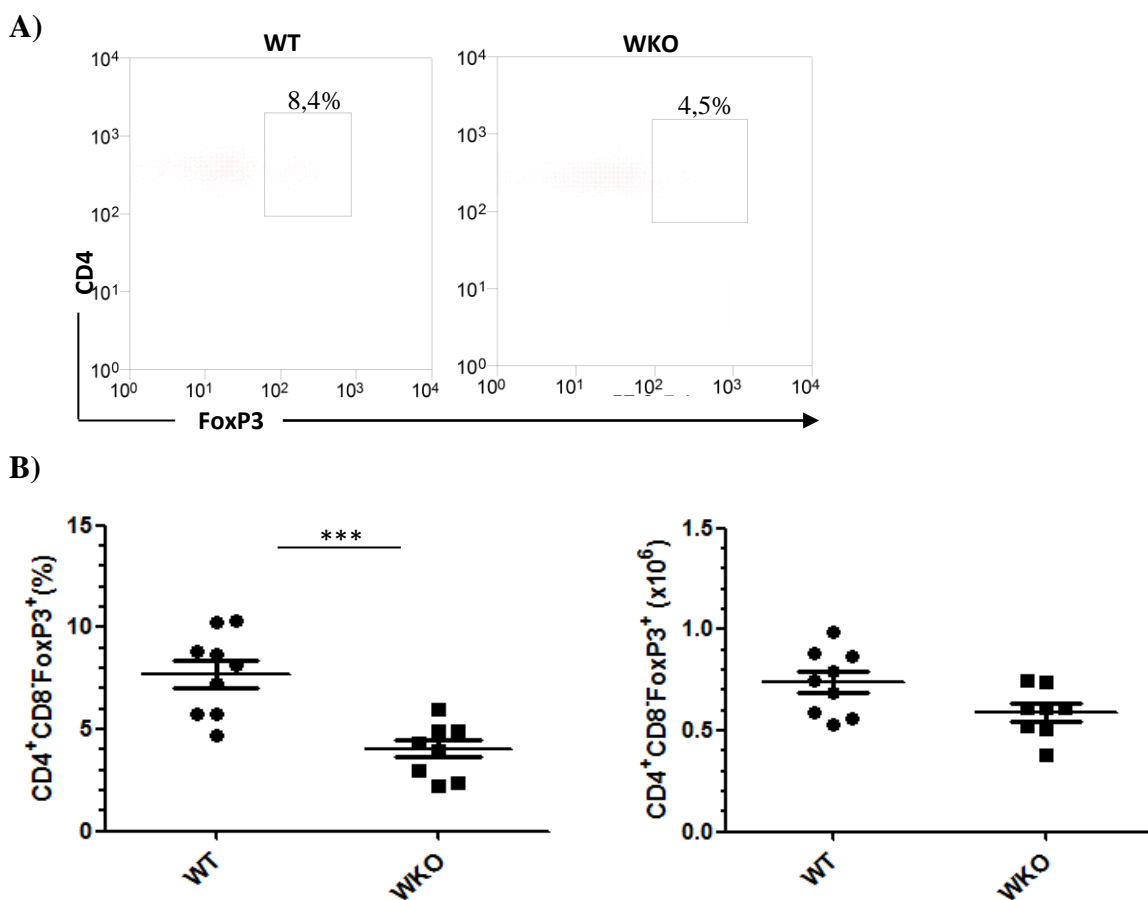 A)
WT
WKO
10⁴
10³
10²
10¹
10⁰
8,4%
10⁰ 10¹ 10² 10³ 10⁴
10⁴
10³
10²
10¹
10⁰
4,5%
10⁰ 10¹ 10² 10³ 10⁴
CD4
FoxP3
B)
CD4⁺CD8⁻FoxP3⁺(%)
15
10
5
0
***
WT
WKO
CD4⁺CD8⁻FoxP3⁺ (x10⁶)
1.5
1.0
0.5
0.0
WT
WKO